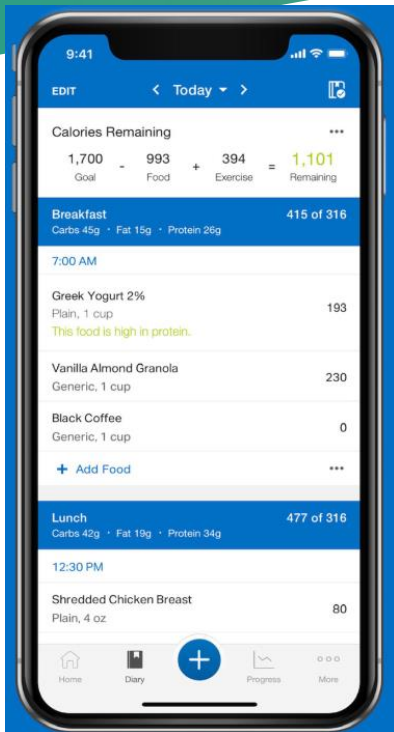 9:41
EDIT < Today >
Calories Remaining
1,700 - 993 + 394 = 1,101
Goal Food Exercise Remaining
Breakfast 415 of 316
Carbs 45g · Fat 15g · Protein 26g
7:00 AM
Greek Yogurt 2%
Plain, 1 cup 193
This food is high in protein.
Vanilla Almond Granola
Generic, 1 cup 230
Black Coffee
Generic, 1 cup 0
+ Add Food
Lunch 477 of 316
Carbs 42g · Fat 19g · Protein 34g
12:30 PM
Shredded Chicken Breast
Plain, 4 oz 80
Home Diary + Progress More